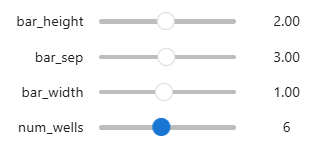 bar_height 2.00
bar_sep 3.00
bar_width 1.00
num_wells 6